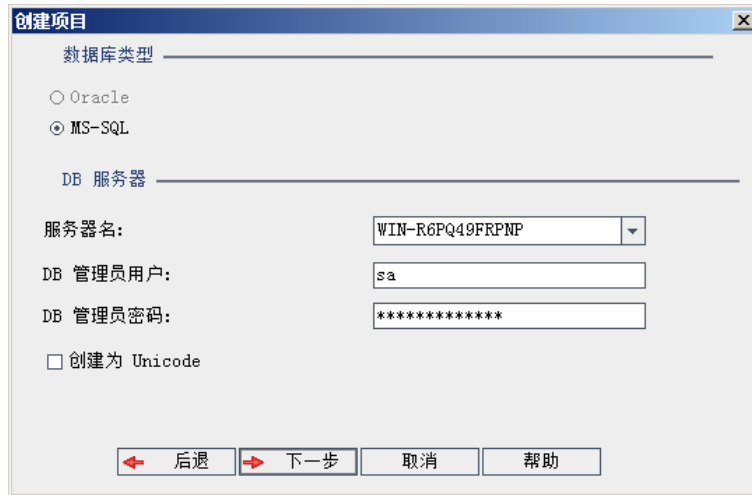 创建项目
数据库类型
Oracle
MS-SQL
DB 服务器
服务器名:
WIN-R6PQ49FRPNP
DB 管理员用户:
sa
DB 管理员密码:
*************
创建为 Unicode
后退 下一步 取消 帮助